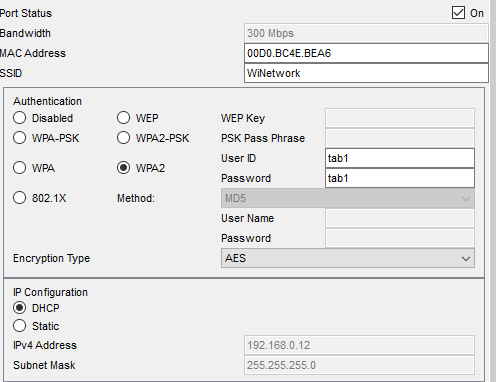 Port Status On
Bandwidth 300 Mbps
MAC Address 00D0.BC4E.BEA6
SSID WiNetwork
Authentication
Disabled WEP WEP Key
WPA-PSK WPA2-PSK PSK Pass Phrase
User ID tab1
WPA WPA2
Password tab1
802.1X Method: MD5
User Name
Password
Encryption Type AES
IP Configuration
DHCP
Static
IPv4 Address 192.168.0.12
Subnet Mask 255.255.255.0